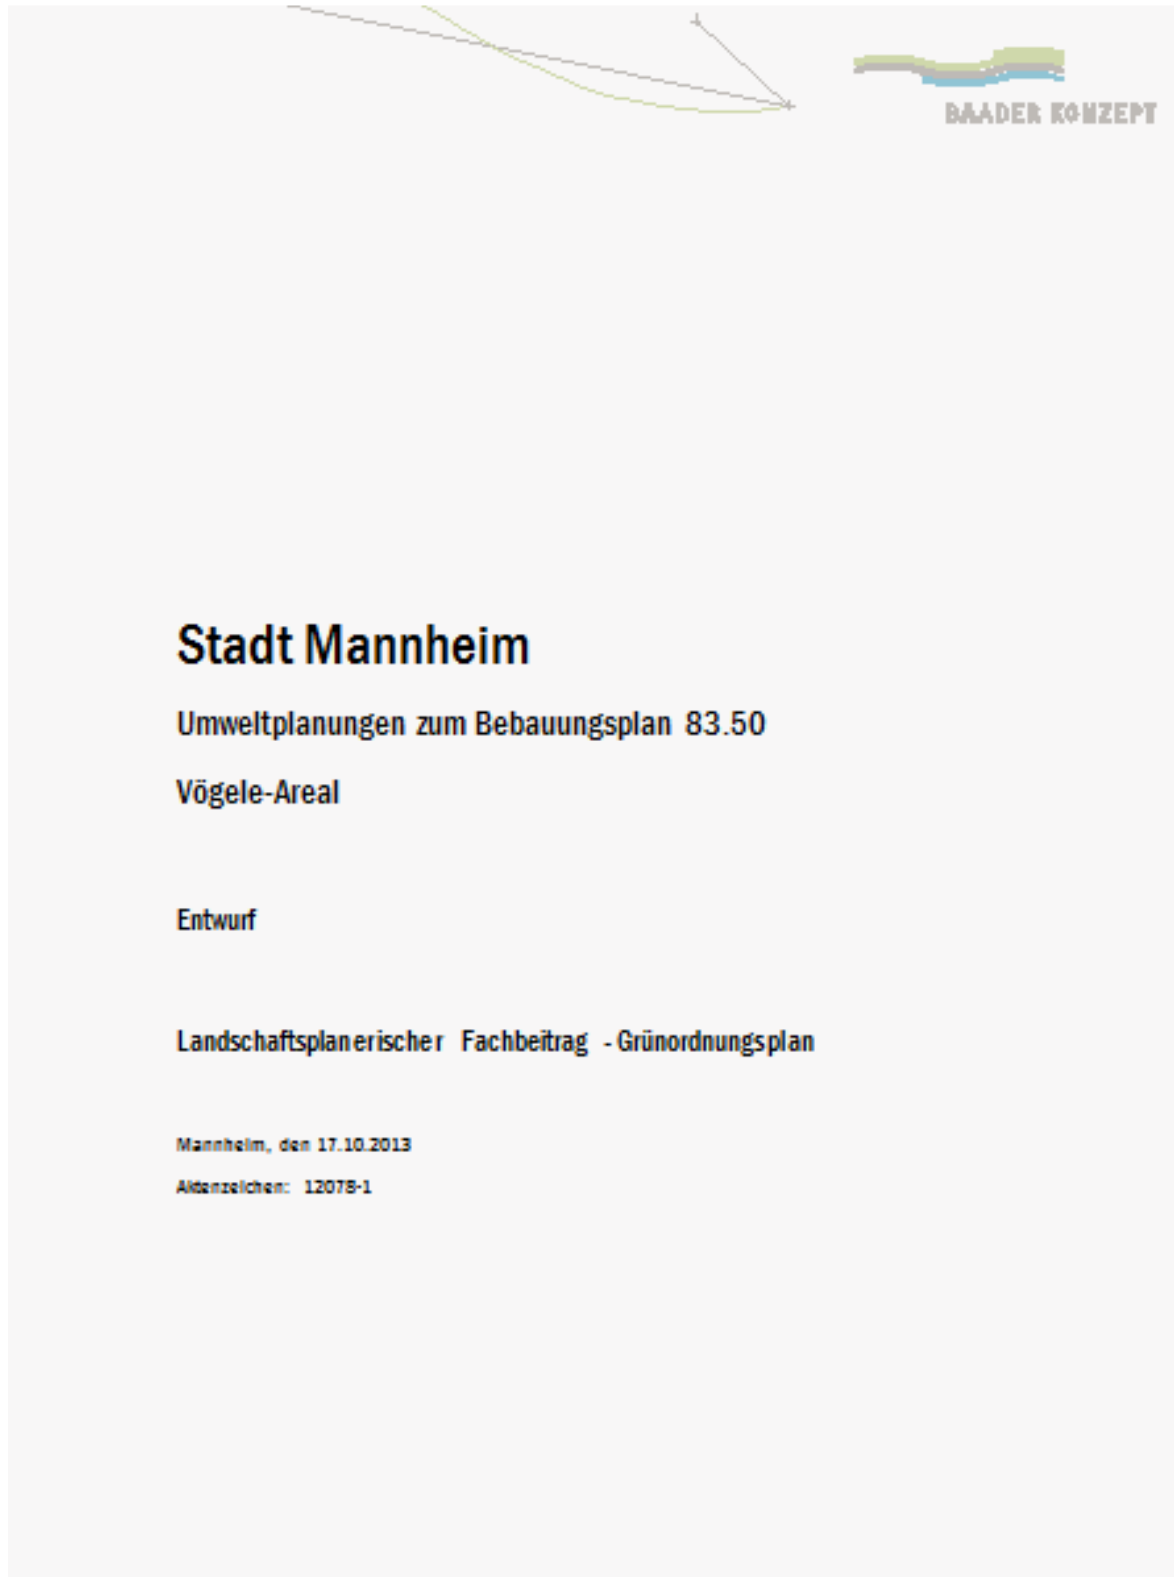 BAADER KONZEPT
Stadt Mannheim
Umweltplanungen zum Bebauungsplan 83.50
Vögele-Areal
Entwurf
Landschaftsplanerischer Fachbeitrag - Grünordnungsplan
Mannheim, den 17.10.2013
Aktenzeichen: 12078-1